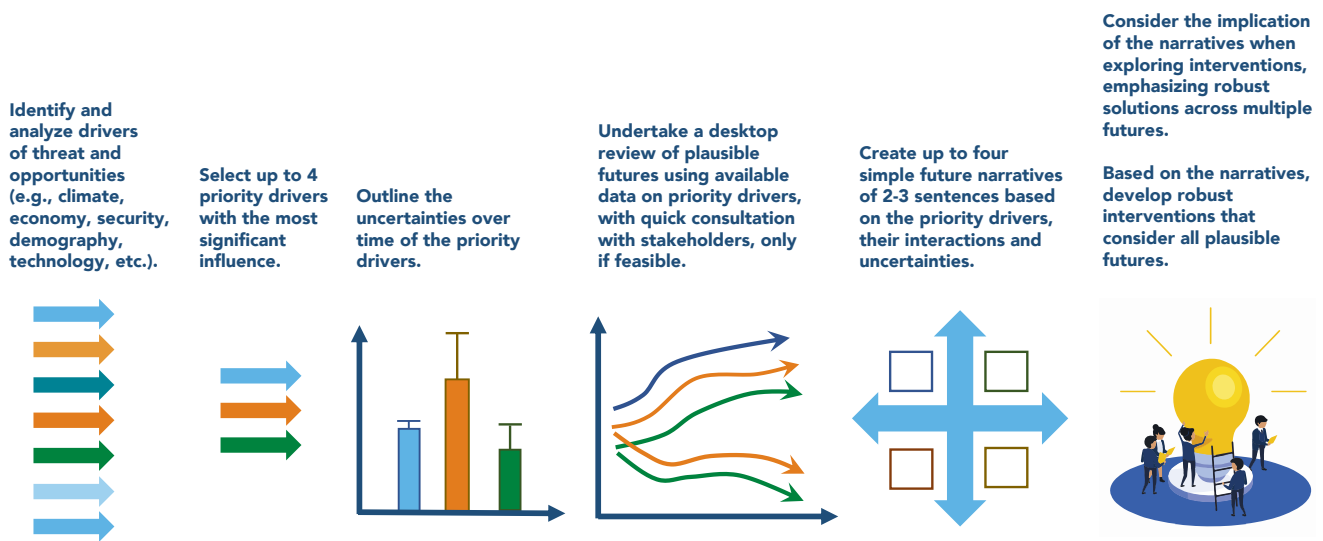 Identify and
analyze drivers
of threat and
opportunities
(e.g., climate,
economy, security,
demography,
technology, etc.).
Select up to 4
priority drivers
with the most
significant
influence.
Outline the
uncertainties over
time of the priority
drivers.
Undertake a desktop
review of plausible
futures using available
data on priority drivers,
with quick consultation
with stakeholders, only
if feasible.
Create up to four
simple future narratives
of 2-3 sentences based
on the priority drivers,
their interactions and
uncertainties.
Consider the implication
of the narratives when
exploring interventions,
emphasizing robust
solutions across multiple
futures.
Based on the narratives,
develop robust
interventions that
consider all plausible
futures.